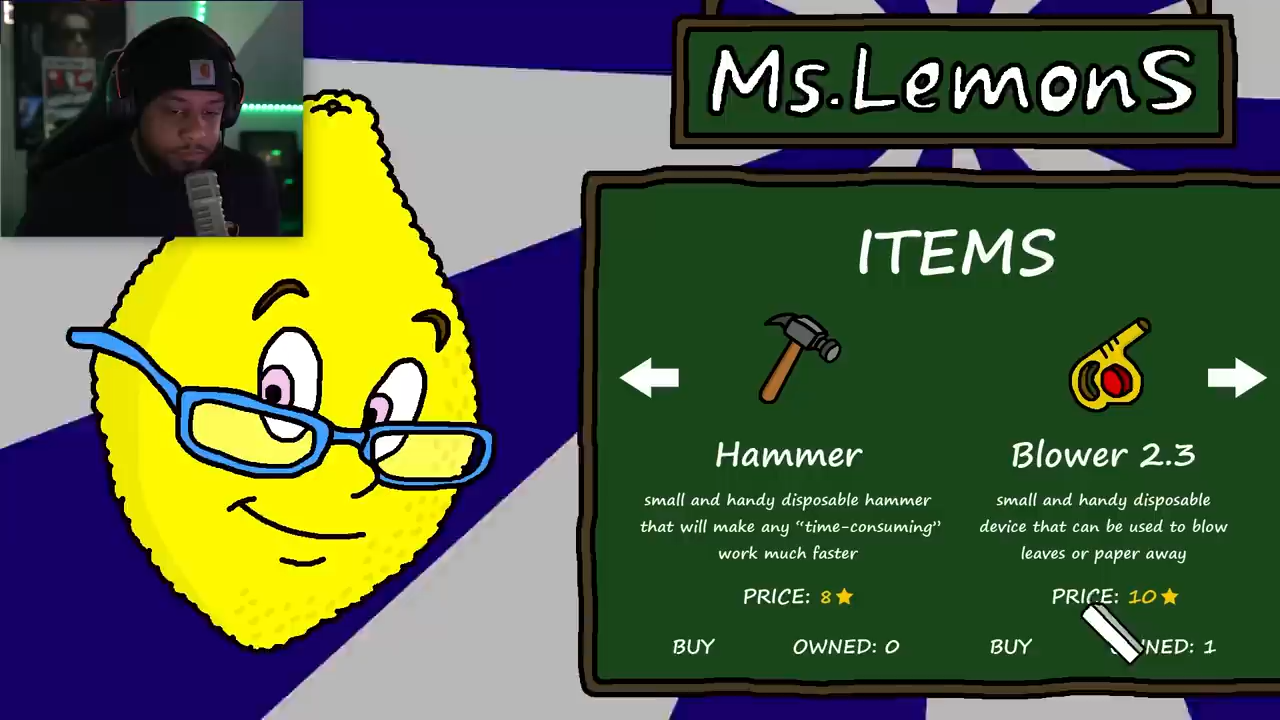 Ms.LemonS
ITEMS
Hammer
small and handy disposable hammer
that will make any “time-consuming”
work much faster
PRICE: 8
BUY
OWNED: 0
Blower 2.3
small and handy disposable
device that can be used to blow
leaves or paper away
PRICE: 10
BUY
NED: 1